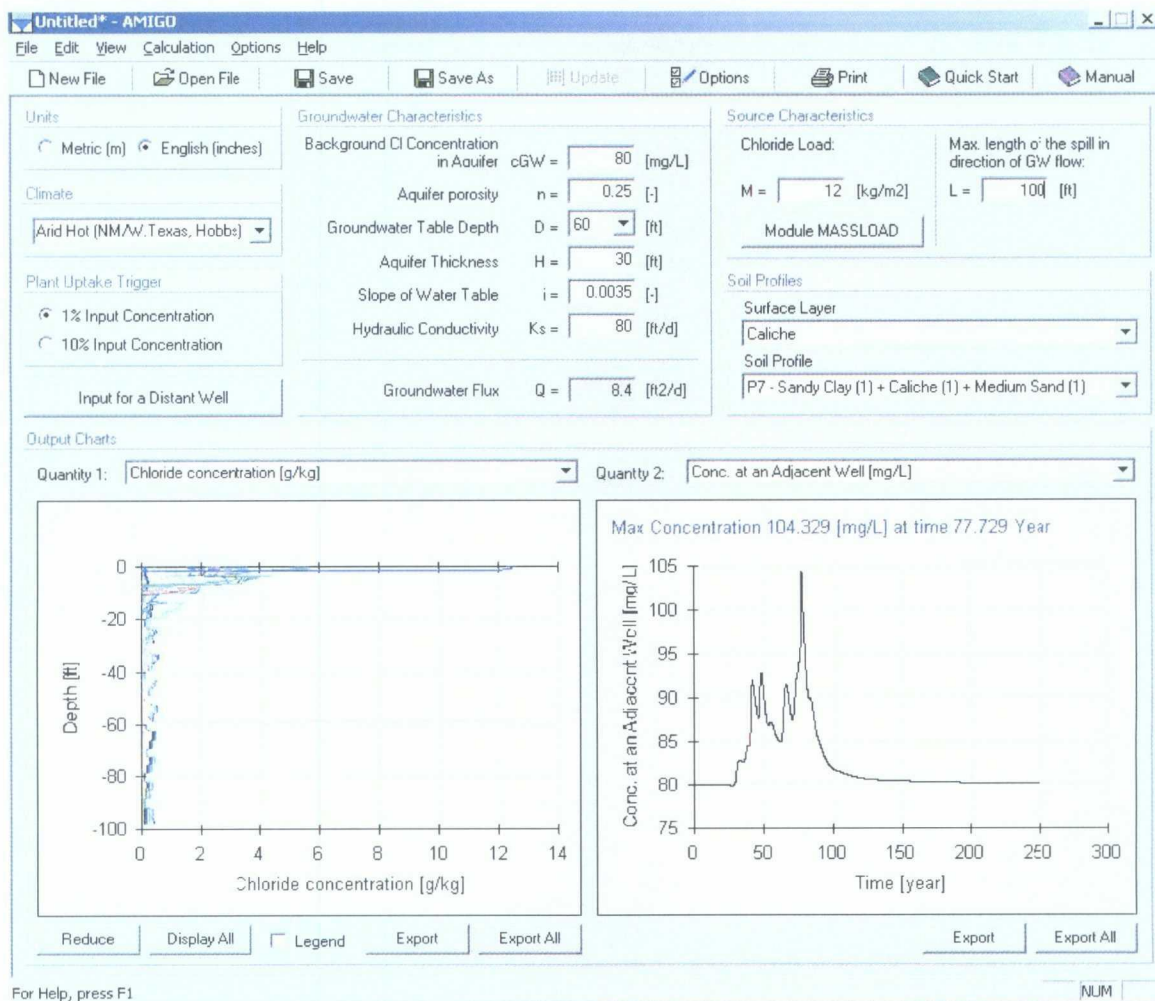 Untitled* - AMIGO
File Edit View Calculation Options Help
New File Open File Save Save As Update Options Print Quick Start Manual
Units
Metric (m) English (inches)
Climate
Arid Hot (NM/W.Texas, Hobbs)
Plant Uptake Trigger
1% Input Concentration
10% Input Concentration
Input for a Distant Well
Groundwater Characteristics
Background Cl Concentration
in Aquifer cGW = 80 [mg/L]
Aquifer porosity n = 0.25 [-]
Groundwater Table Depth D = 60 [ft]
Aquifer Thickness H = 30 [ft]
Slope of Water Table i = 0.0035 [-]
Hydraulic Conductivity Ks = 80 [ft/d]
Groundwater Flux Q = 8.4 [ft2/d]
Source Characteristics
Chloride Load:
M = 12 [kg/m2]
Module MASSLOAD
Max. length of the spill in
direction of GW flow:
L = 100 [ft]
Soil Profiles
Surface Layer
Caliche
Soil Profile
P7 - Sandy Clay (1) + Caliche (1) + Medium Sand (1)
Output Charts
Quantity 1: Chloride concentration [g/kg]
0
-20
-40
-60
-80
-100
Depth [ft]
0 2 4 6 8 10 12 14
Chloride concentration [g/kg]
Reduce Display All Legend Export Export All
Quantity 2: Conc. at an Adjacent Well [mg/L]
Max Concentration 104.329 [mg/L] at time 77.729 Year
105
100
95
90
85
80
75
Conc. at an Adjacent Well [mg/L]
0 50 100 150 200 250 300
Time [year]
Export Export All
For Help, press F1 NUM